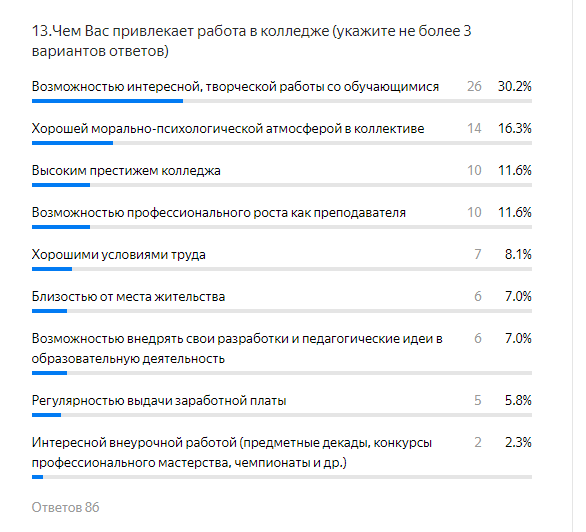 13.Чем Вас привлекает работа в колледже (укажите не более 3
вариантов ответов)
Возможностью интересной, творческой работы со обучающимися 26 30.2%
Хорошей морально-психологической атмосферой в коллективе 14 16.3%
Высоким престижем колледжа 10 11.6%
Возможностью профессионального роста как преподавателя 10 11.6%
Хорошими условиями труда 7 8.1%
Близостью от места жительства 6 7.0%
Возможностью внедрять свои разработки и педагогические идеи в 6 7.0%
образовательную деятельность
Регулярностью выдачи заработной платы 5 5.8%
Интересной внеурочной работой (предметные декады, конкурсы 2 2.3%
профессионального мастерства, чемпионаты и др.)
Ответов 86